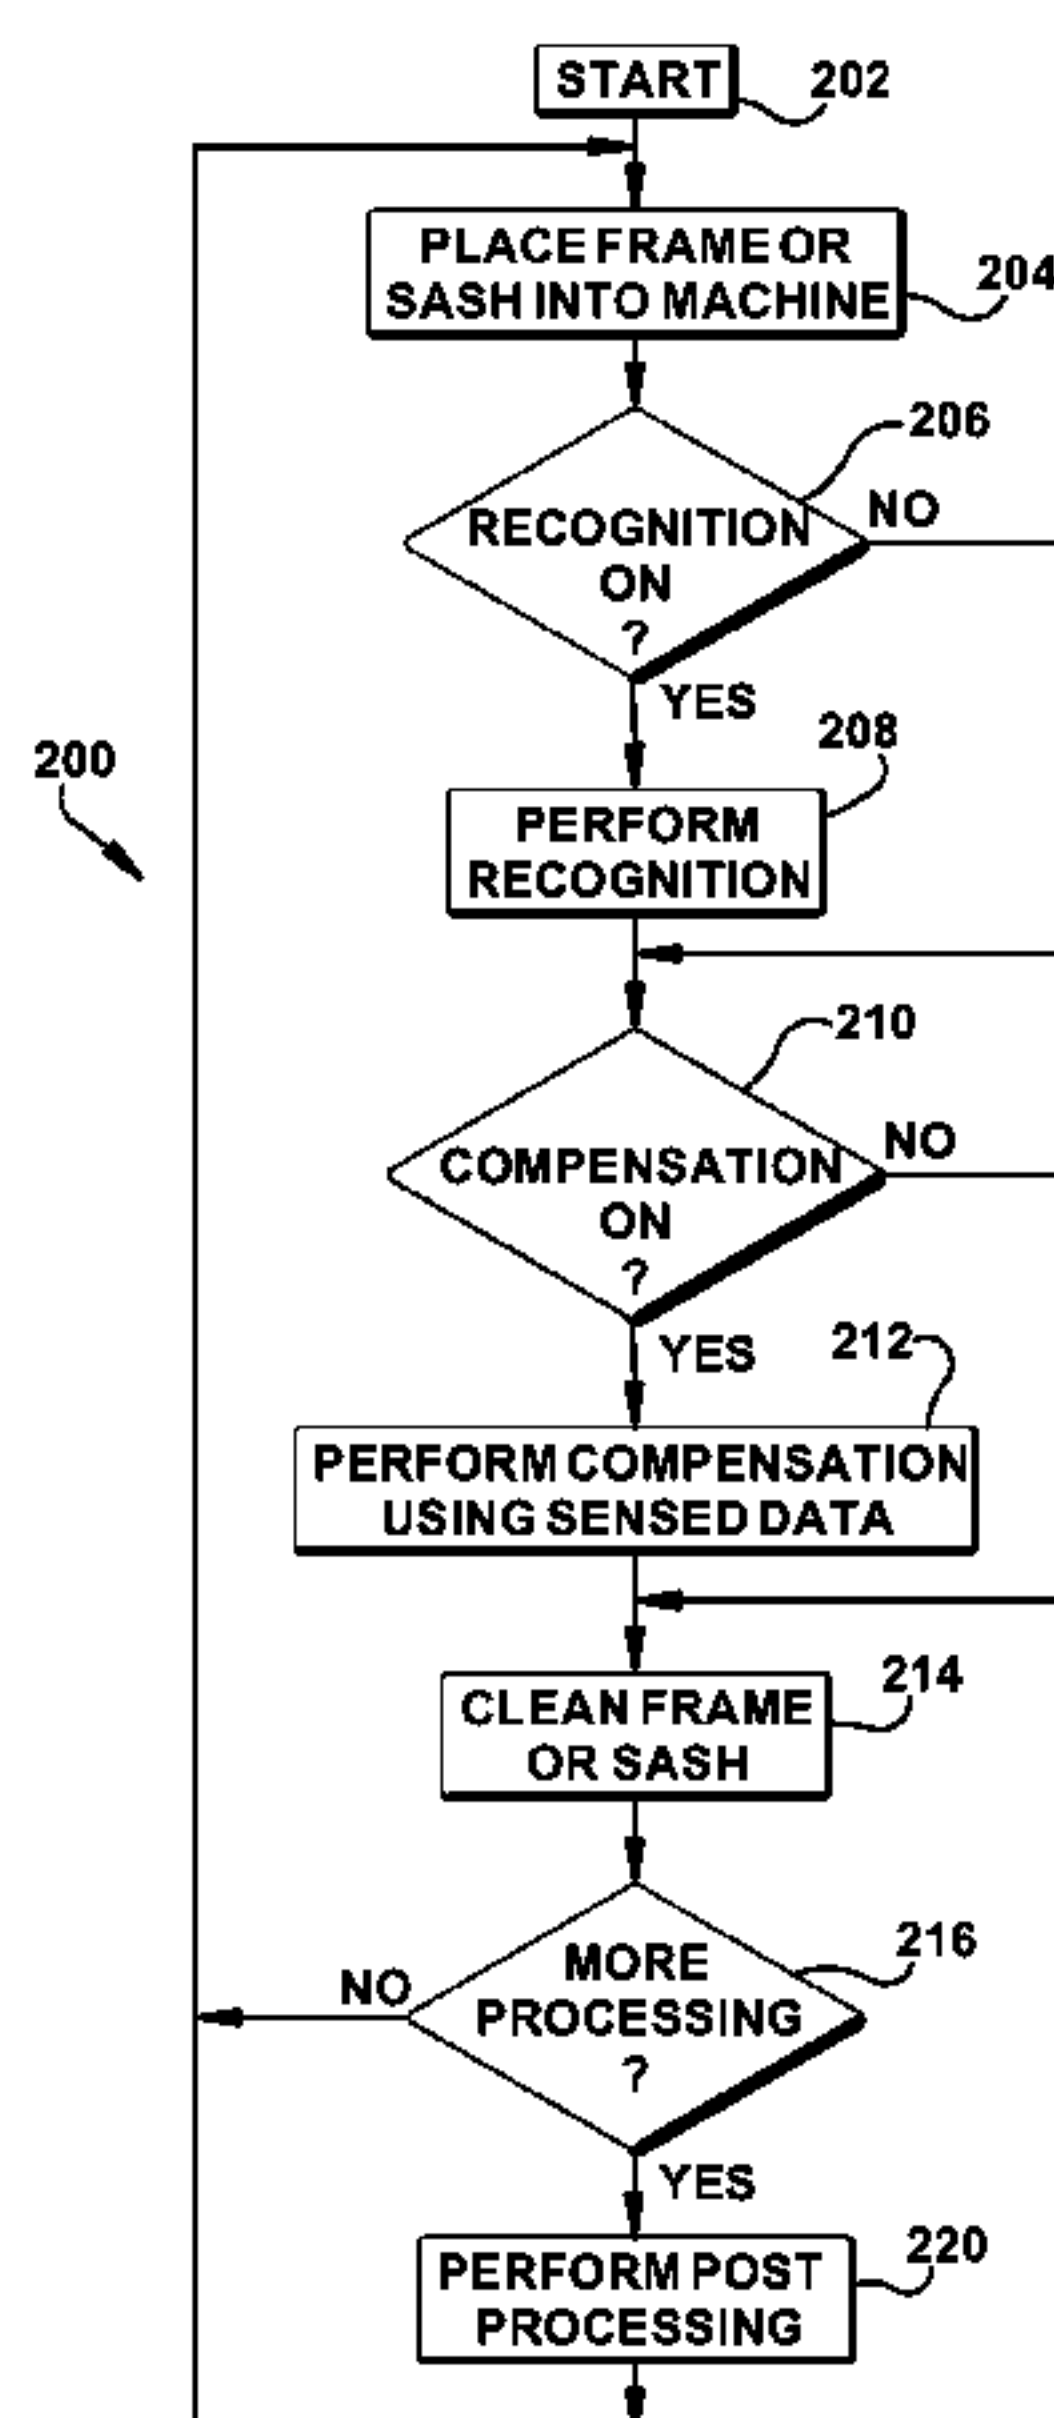 START
202
PLACE FRAME OR
SASH INTO MACHINE
204
206
RECOGNITION
ON
?
NO
YES
200
208
PERFORM
RECOGNITION
210
COMPENSATION
ON
?
NO
YES
212
PERFORM COMPENSATION
USING SENSED DATA
214
CLEAN FRAME
OR SASH
216
MORE
PROCESSING
?
NO
YES
220
PERFORM POST
PROCESSING